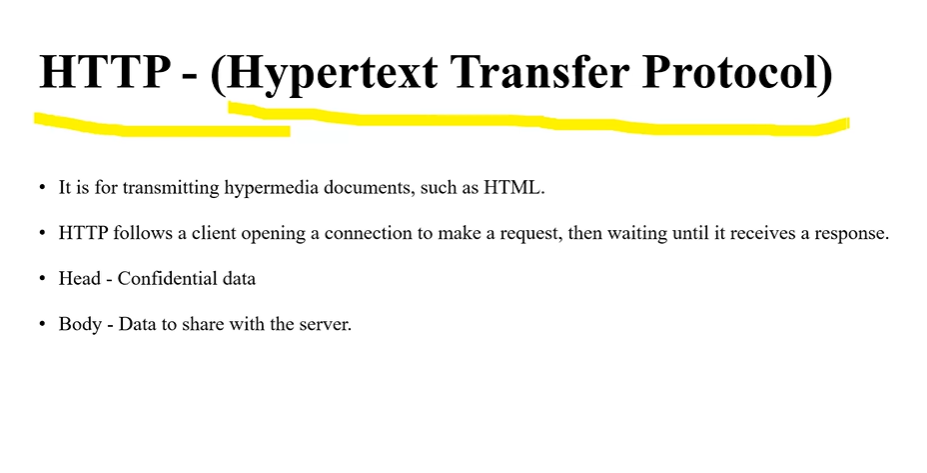 HTTP - (Hypertext Transfer Protocol)
• It is for transmitting hypermedia documents, such as HTML.
• HTTP follows a client opening a connection to make a request, then waiting until it receives a response.
• Head - Confidential data
• Body - Data to share with the server.